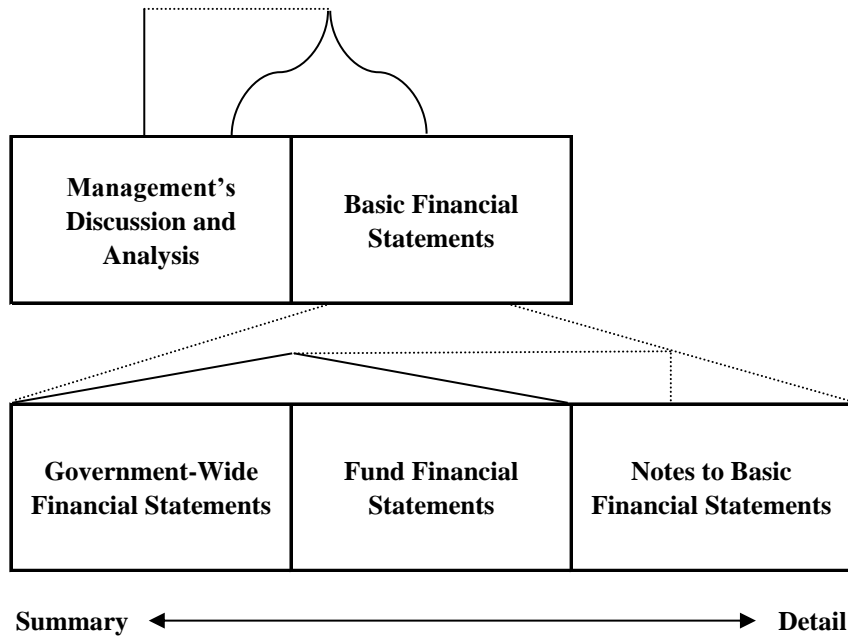 Management’s
Discussion and
Analysis
Basic Financial
Statements
Government-Wide
Financial Statements
Fund Financial
Statements
Notes to Basic
Financial Statements
Summary
Detail